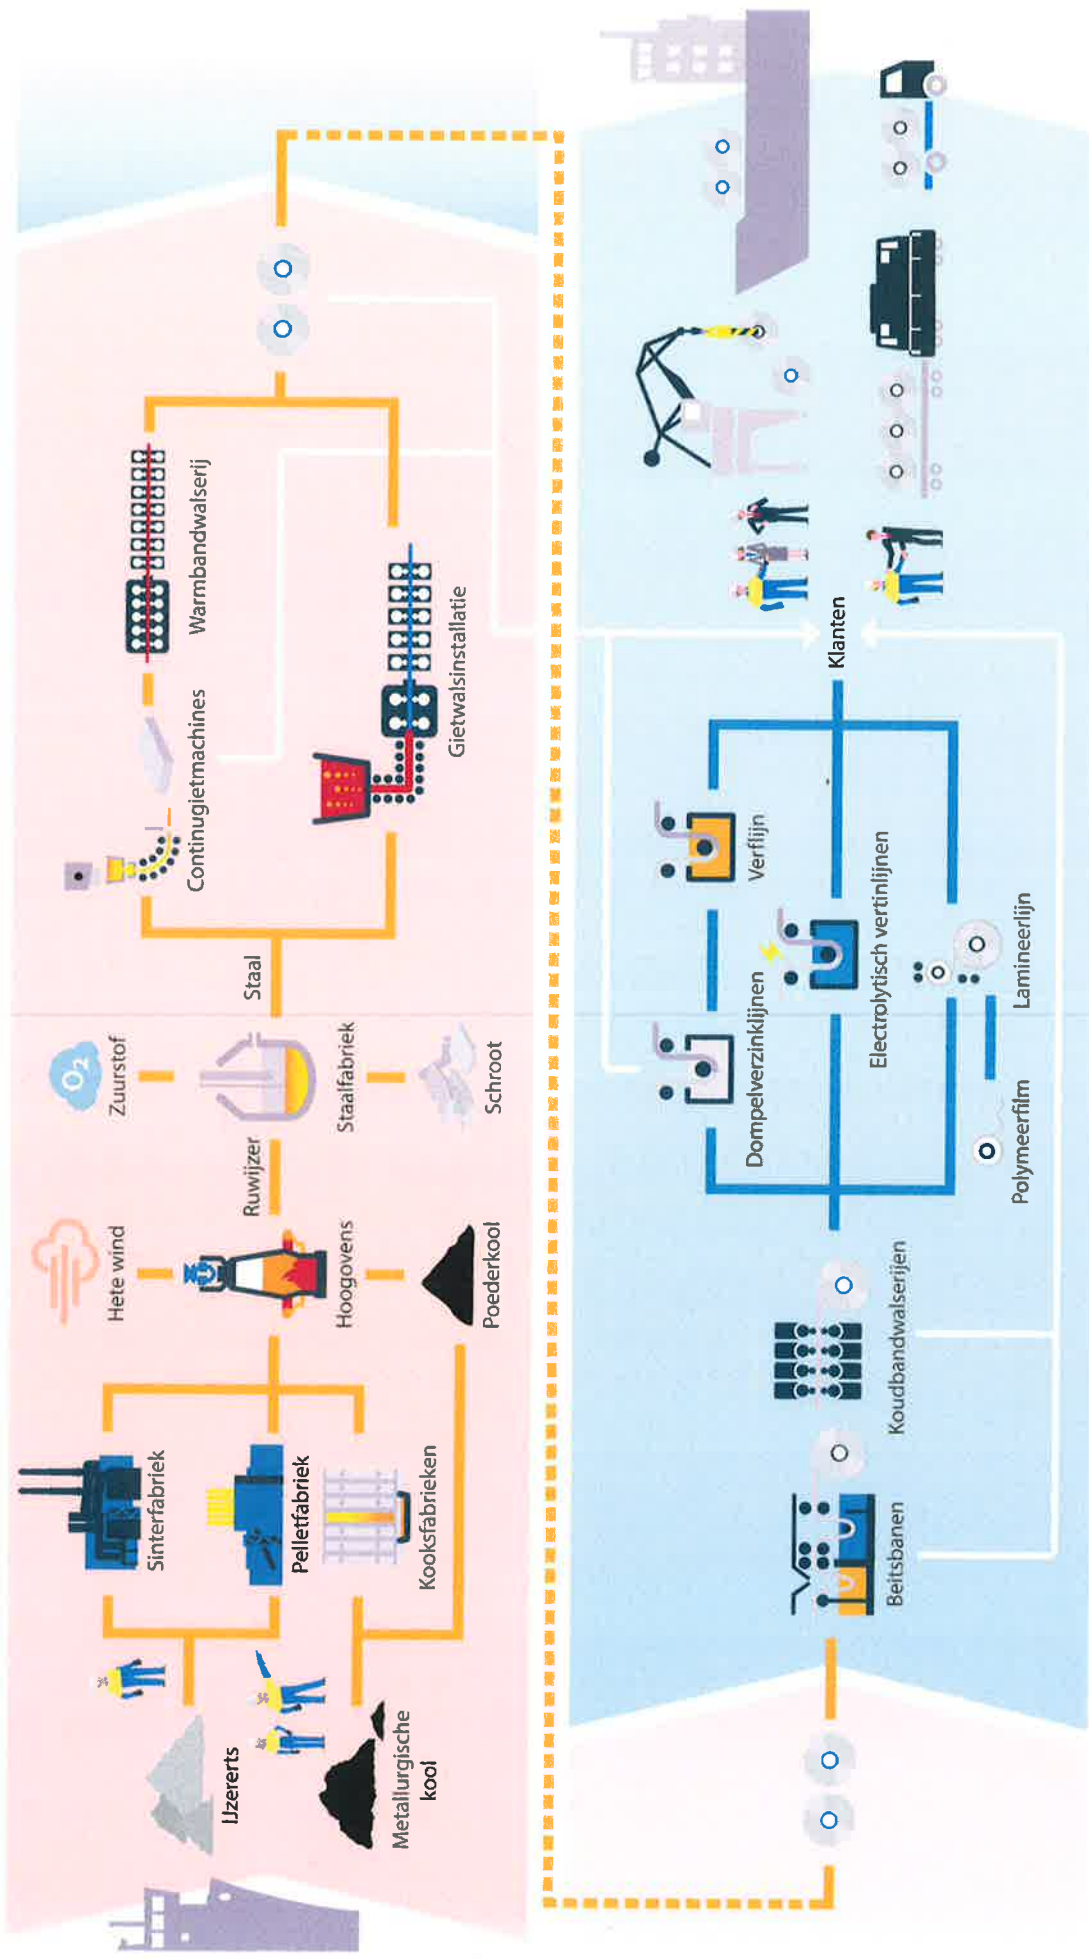 IJzererts
Metallurgische
kool
Sinterfabriek
Pelletfabriek
Kooksfabrieken
Hete wind
Hoogovens
Poederkool
Ruwijzer
Zuurstof
O2
Staalfabriek
Schroot
Staal
Continugietmachines
Warmbandwalserij
Gietwalsinstallatie
Beitsbanen
Koudbandwalserijen
Dompelverzinklijnen
Verflijn
Electrolytisch vertinlijnen
Polymeerfilm
Lamineerlijn
Klanten